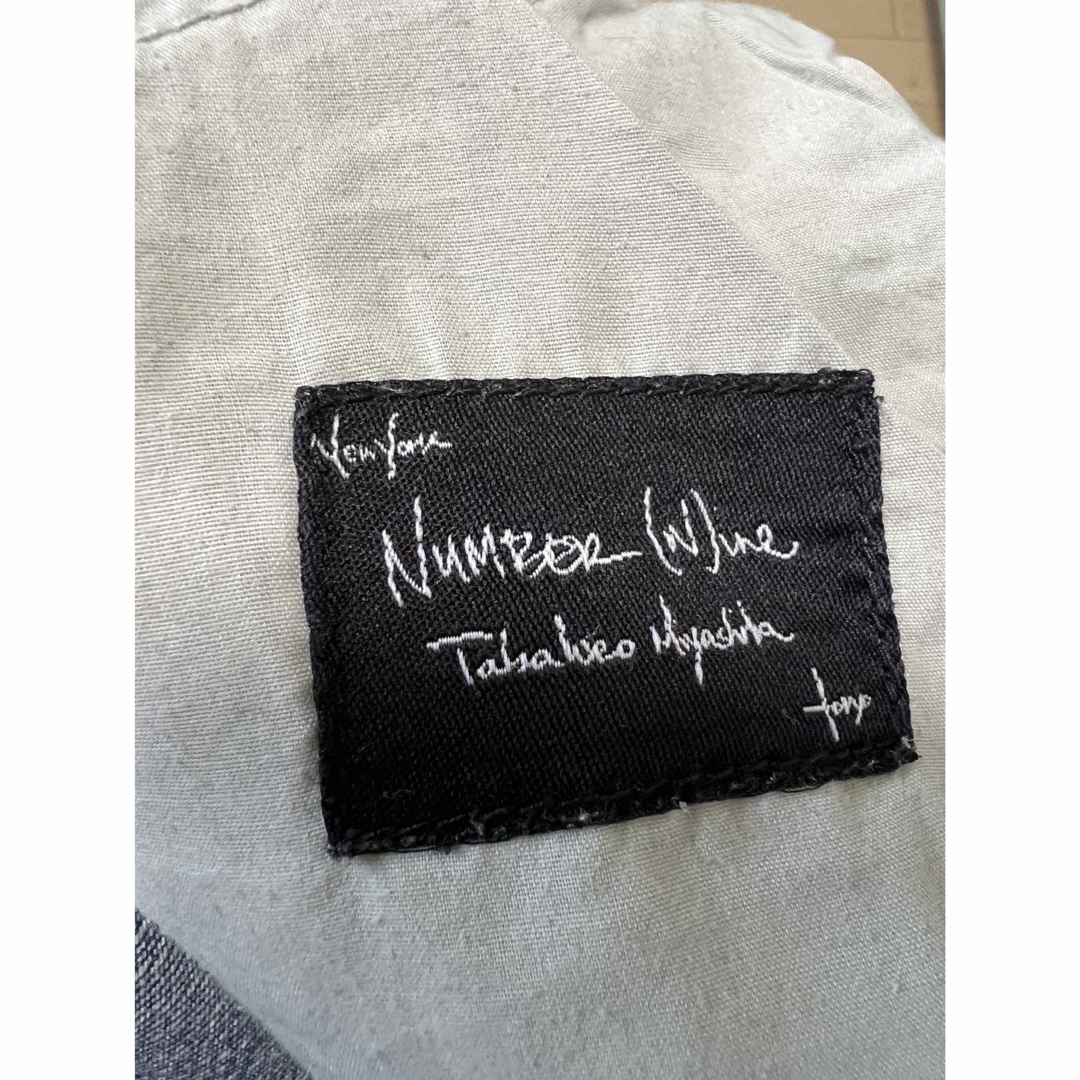 New York
NUMBER (N)ine
Takahiro Miyashita
tokyo